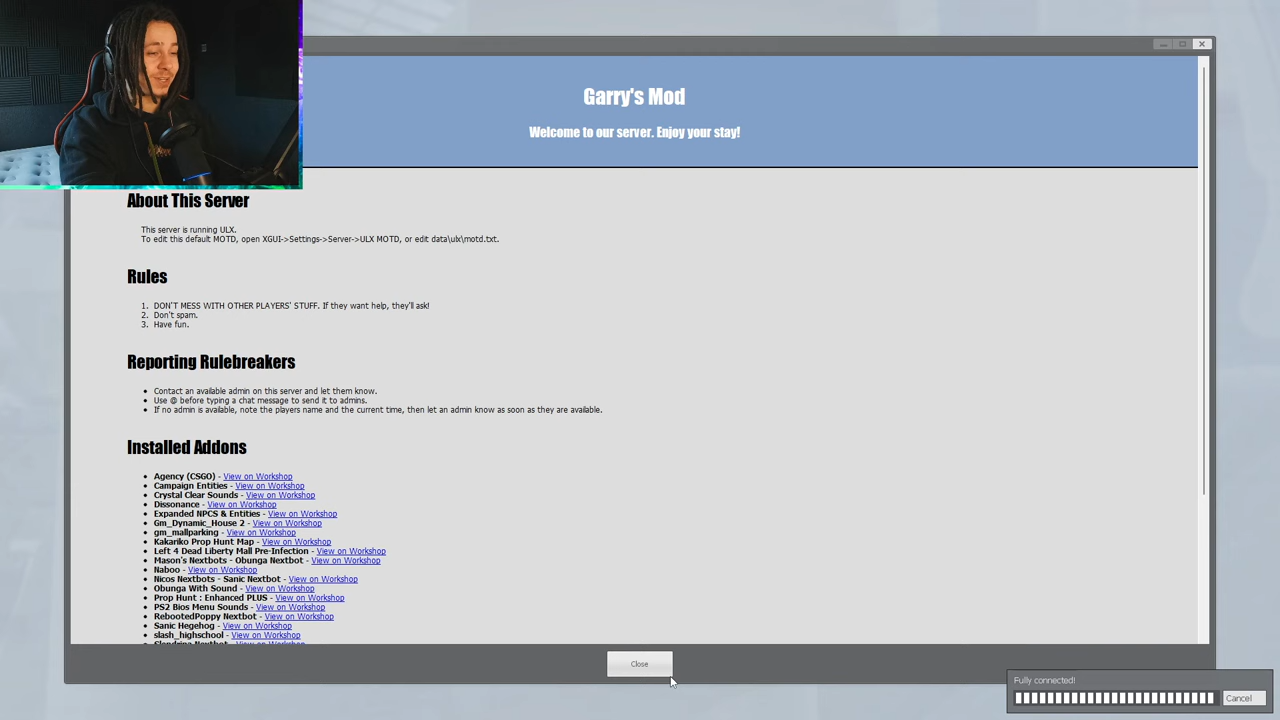 Garry's Mod
Welcome to our server. Enjoy your stay!
About This Server
This server is running ULX.
To edit this default MOTD, open XGUI->Settings->Server->ULX MOTD, or edit data\ulx\motd.txt.
Rules
1. DON'T MESS WITH OTHER PLAYERS' STUFF. If they want help, they'll ask!
2. Don't spam.
3. Have fun.
Reporting Rulebreakers
• Contact an available admin on this server and let them know.
• Use @ before typing a chat message to send it to admins.
• If no admin is available, note the players name and the current time, then let an admin know as soon as they are available.
Installed Addons
• Agency (CSGO) - View on Workshop
• Campaign Entities - View on Workshop
• Crystal Clear Sounds - View on Workshop
• Dissonance - View on Workshop
• Expanded NPCS & Entities - View on Workshop
• Gm_Dynamic_House 2 - View on Workshop
• gm_mallparking - View on Workshop
• Kakariko Prop Hunt Map - View on Workshop
• Left 4 Dead Liberty Mall Pre-Infection - View on Workshop
• Mason's Nextbots - Obunga Nextbot - View on Workshop
• Naboo - View on Workshop
• Nicos Nextbots - Sanic Nextbot - View on Workshop
• Obunga With Sound - View on Workshop
• Prop Hunt : Enhanced PLUS - View on Workshop
• PS2 Bios Menu Sounds - View on Workshop
• RebootedPoppy Nextbot - View on Workshop
• Sanic Hegehog - View on Workshop
• slash_highschool - View on Workshop
• Slendrina Nextbot - View on Workshop
Close
Fully connected!
Cancel